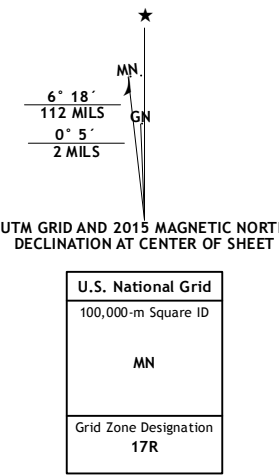 ★
MN.
GN
6° 18´
112 MILS
0° 5´
2 MILS
UTM GRID AND 2015 MAGNETIC NORTH
DECLINATION AT CENTER OF SHEET
U.S. National Grid
100,000-m Square ID
MN
Grid Zone Designation
17R